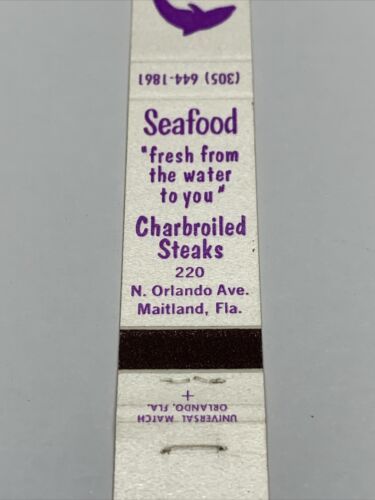 (305) 644-1861
Seafood
"fresh from
the water
to you"
Charbroiled
Steaks
220
N. Orlando Ave.
Maitland, Fla.
UNIVERSAL MATCH
ORLANDO, FLA.
+